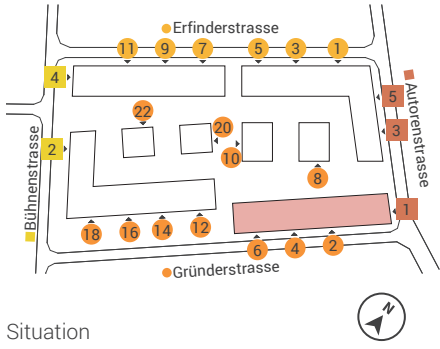 Erfinderstrasse
11 9 7 5 3 1
4
5
Autorenstrasse
3
22
20
10
2
8
Bühnenstrasse
1
18 16 14 12
6 4 2
Gründerstrasse
N
Situation